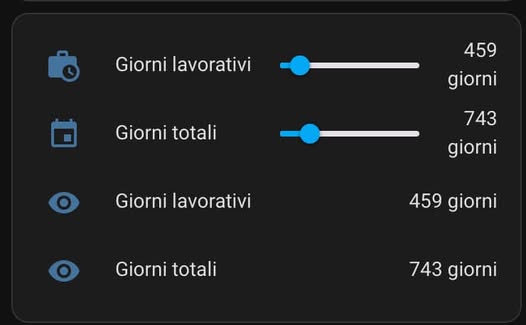 Giorni lavorativi
459
giorni
Giorni totali
743
giorni
Giorni lavorativi 459 giorni
Giorni totali 743 giorni